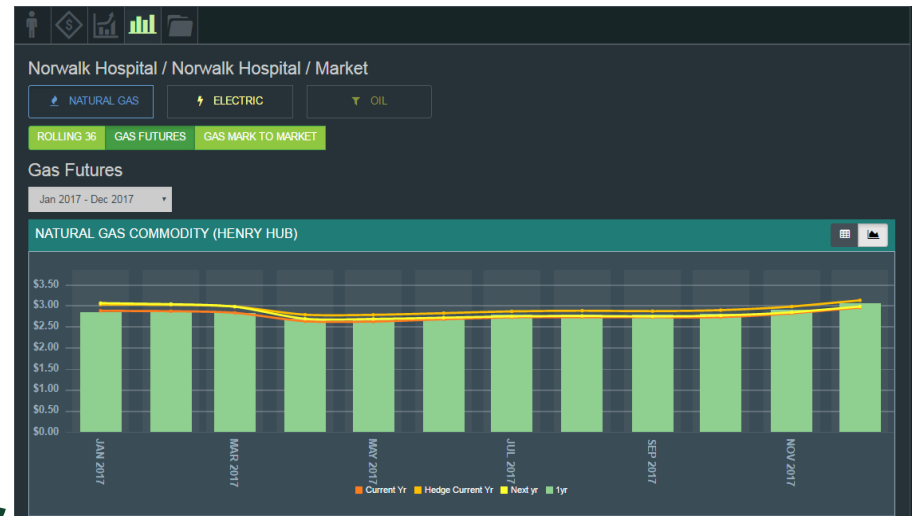 Norwalk Hospital / Norwalk Hospital / Market
NATURAL GAS ELECTRIC OIL
ROLLING 36 GAS FUTURES GAS MARK TO MARKET
Gas Futures
Jan 2017 - Dec 2017
NATURAL GAS COMMODITY (HENRY HUB)
$3.50
$3.00
$2.50
$2.00
$1.50
$1.00
$0.50
$0.00
JAN 2017
MAR 2017
MAY 2017
JUL 2017
SEP 2017
NOV 2017
Current Yr Hedge Current Yr Next yr 1yr